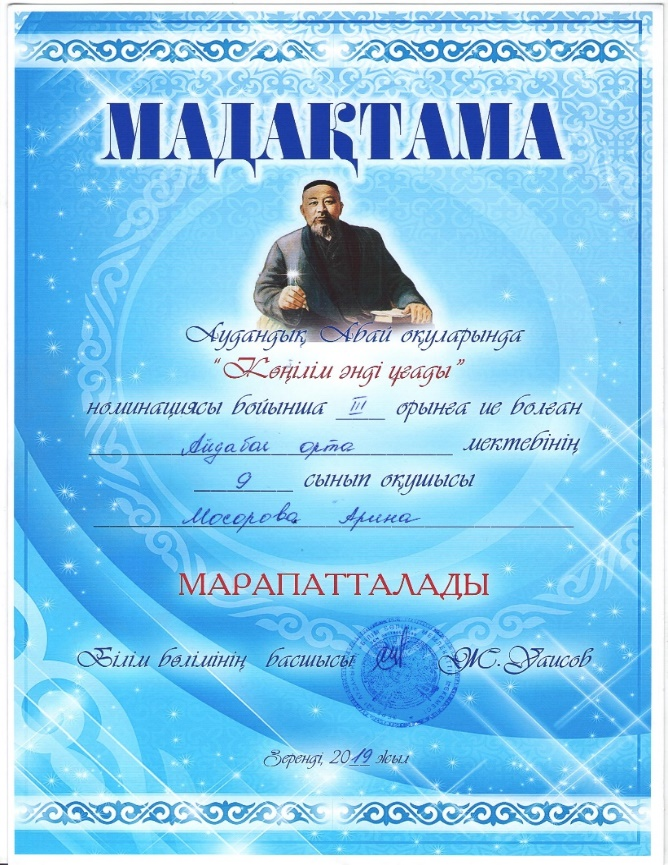 МАДАҚТАМА
Аудандық Абай оқуларында
"Көңілім әнді ұғады"
номинациясы бойынша III орынға ие болған
Айдабол орта мектебінің
9 сынып оқушысы
Мосорова Арина
МАРАПАТТАЛАДЫ
Білім бөлімінің басшысы Ж. Уаисов
Зеренді, 2019 жыл